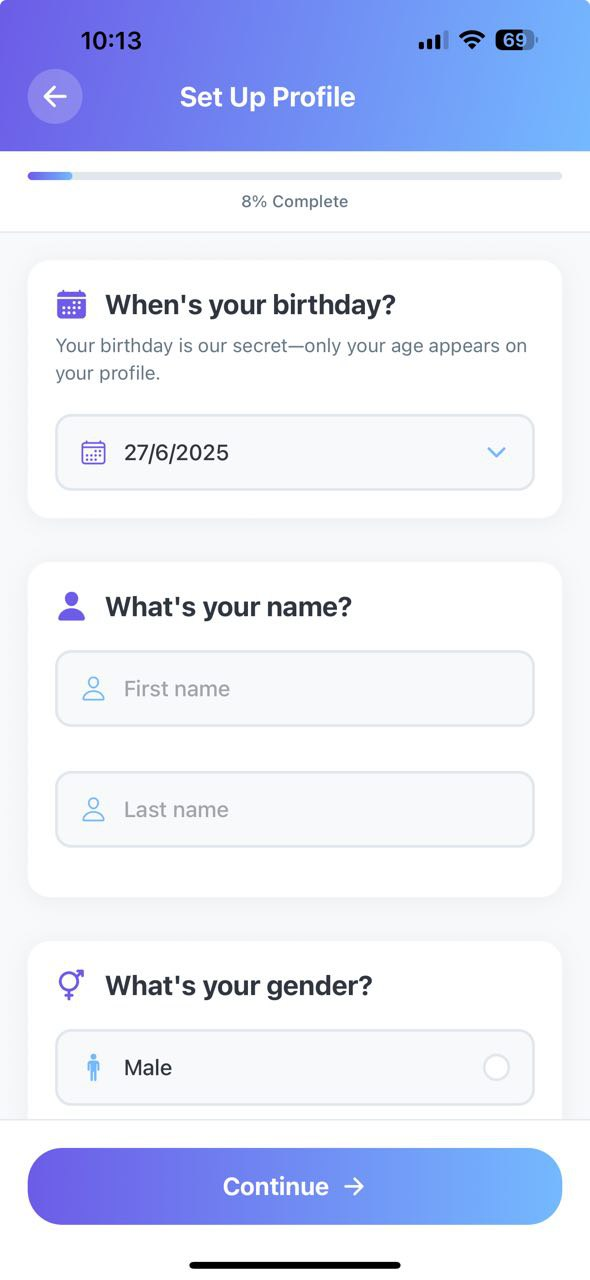 10:13
69
Set Up Profile
8% Complete
When's your birthday?
Your birthday is our secret—only your age appears on
your profile.
27/6/2025
What's your name?
First name
Last name
What's your gender?
Male
Continue →